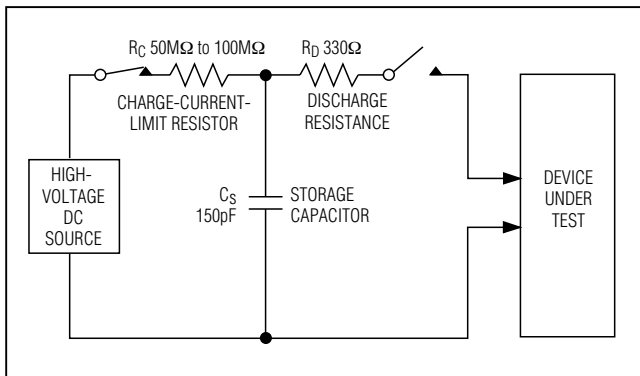 RC 50MΩ to 100MΩ
CHARGE-CURRENT-
LIMIT RESISTOR
RD 330Ω
DISCHARGE
RESISTANCE
HIGH-
VOLTAGE
DC
SOURCE
CS
150pF
STORAGE
CAPACITOR
DEVICE
UNDER
TEST